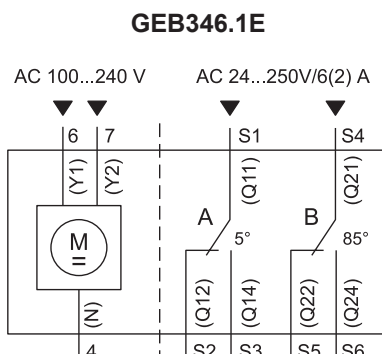 GEB346.1E
AC 100...240 V
AC 24...250V/6(2) A
6 7 S1 S4
(Y1) (Y2) (Q11) (Q21)
A B
M 5° 85°
=
(N) (Q12) (Q14) (Q22) (Q24)
4 S2 S3 S5 S6